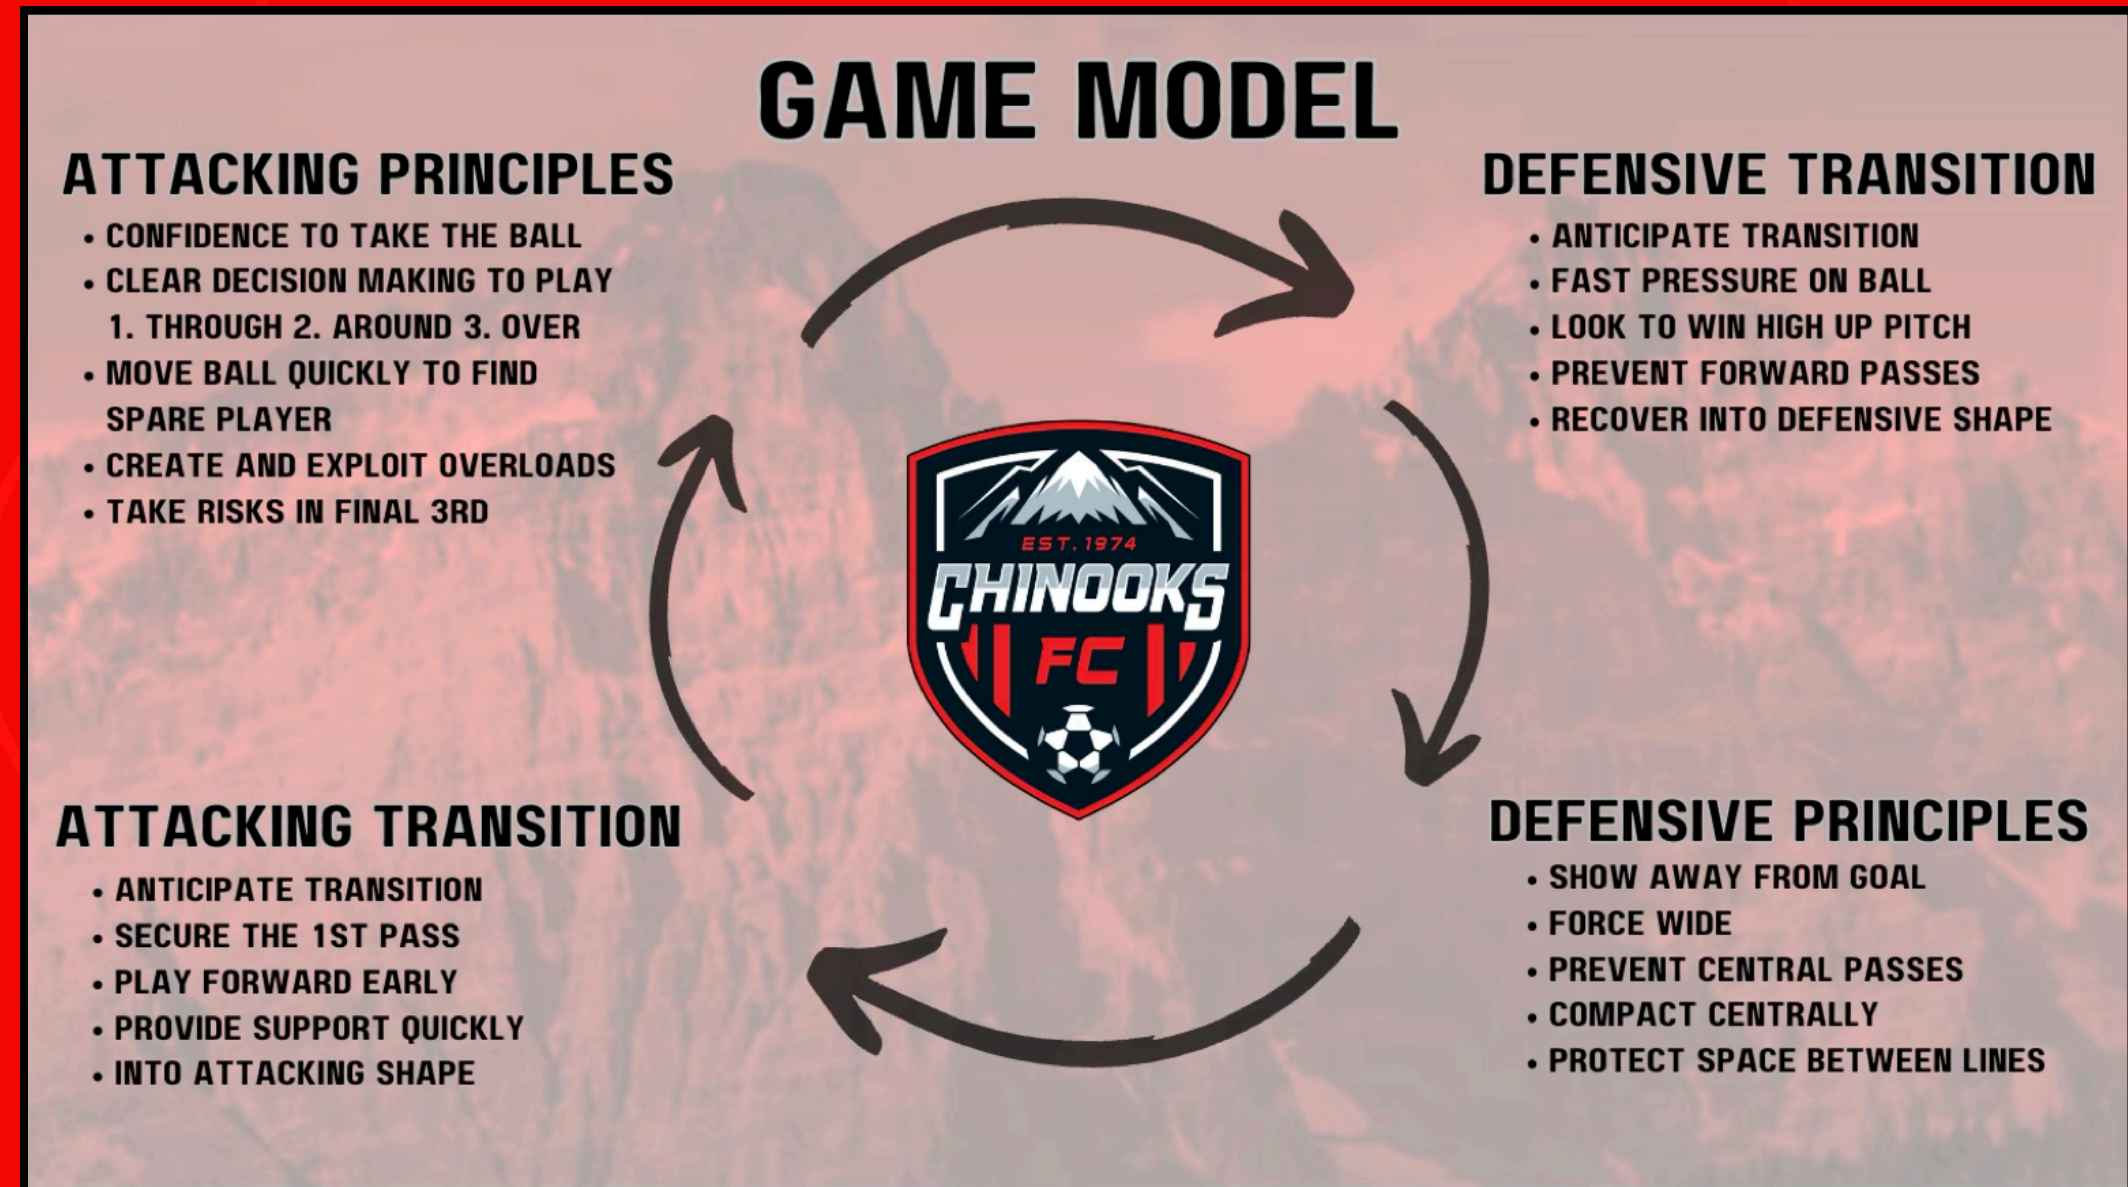 GAME MODEL
ATTACKING PRINCIPLES
• CONFIDENCE TO TAKE THE BALL
• CLEAR DECISION MAKING TO PLAY
1. THROUGH 2. AROUND 3. OVER
• MOVE BALL QUICKLY TO FIND
SPARE PLAYER
• CREATE AND EXPLOIT OVERLOADS
• TAKE RISKS IN FINAL 3RD
DEFENSIVE TRANSITION
• ANTICIPATE TRANSITION
• FAST PRESSURE ON BALL
• LOOK TO WIN HIGH UP PITCH
• PREVENT FORWARD PASSES
• RECOVER INTO DEFENSIVE SHAPE
EST. 1974
CHINOOKS
FC
ATTACKING TRANSITION
• ANTICIPATE TRANSITION
• SECURE THE 1ST PASS
• PLAY FORWARD EARLY
• PROVIDE SUPPORT QUICKLY
• INTO ATTACKING SHAPE
DEFENSIVE PRINCIPLES
• SHOW AWAY FROM GOAL
• FORCE WIDE
• PREVENT CENTRAL PASSES
• COMPACT CENTRALLY
• PROTECT SPACE BETWEEN LINES